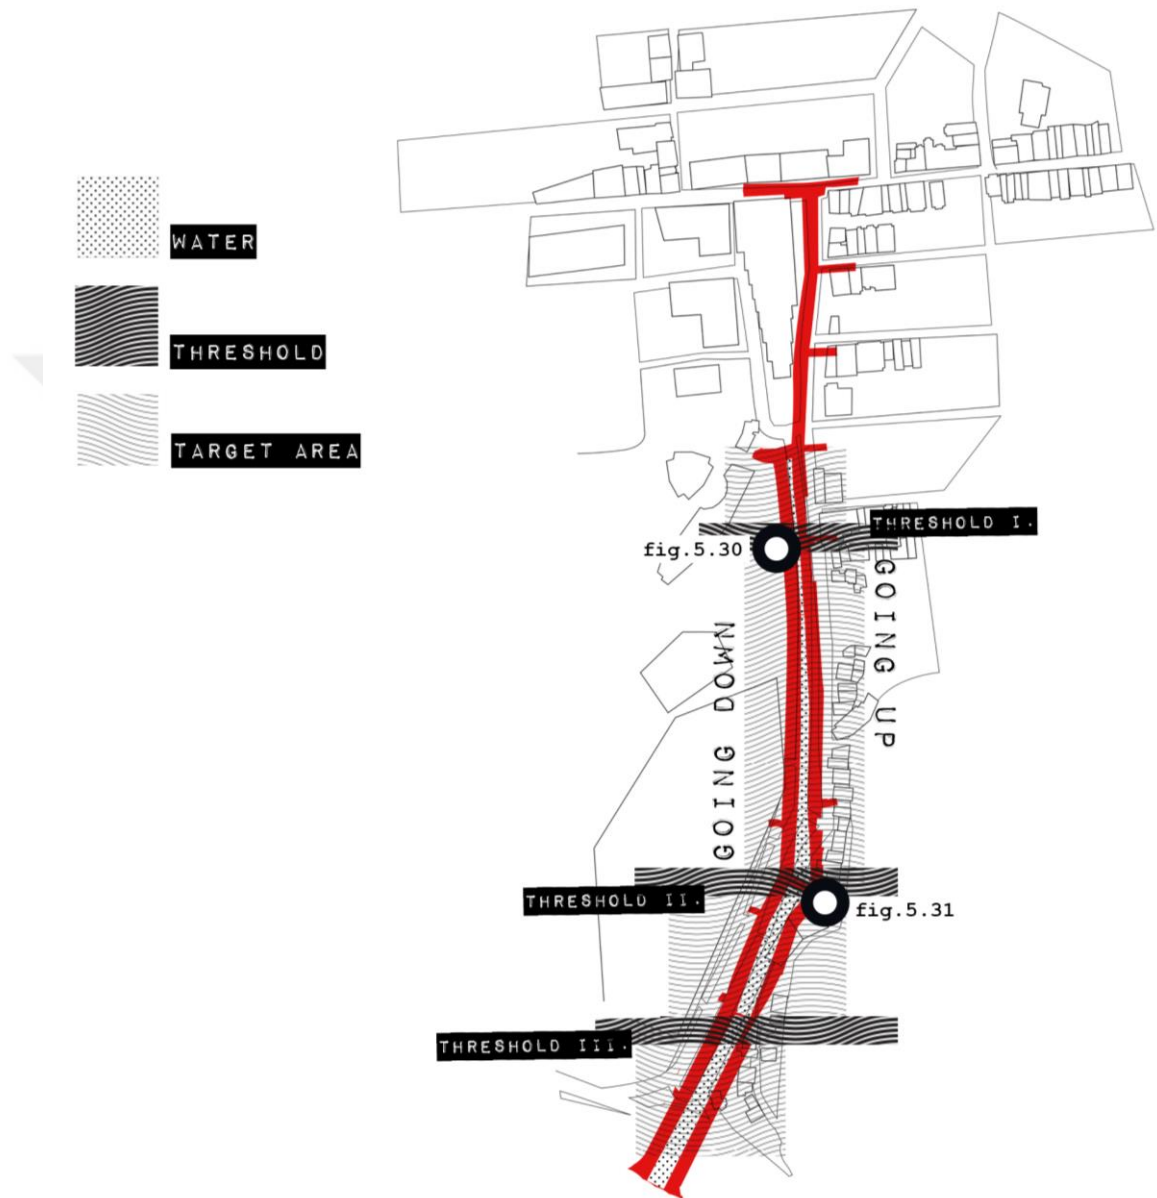 WATER
THRESHOLD
TARGET AREA
THRESHOLD I.
fig.5.30
GOING UP
GOING DOWN
THRESHOLD II.
fig.5.31
THRESHOLD III.